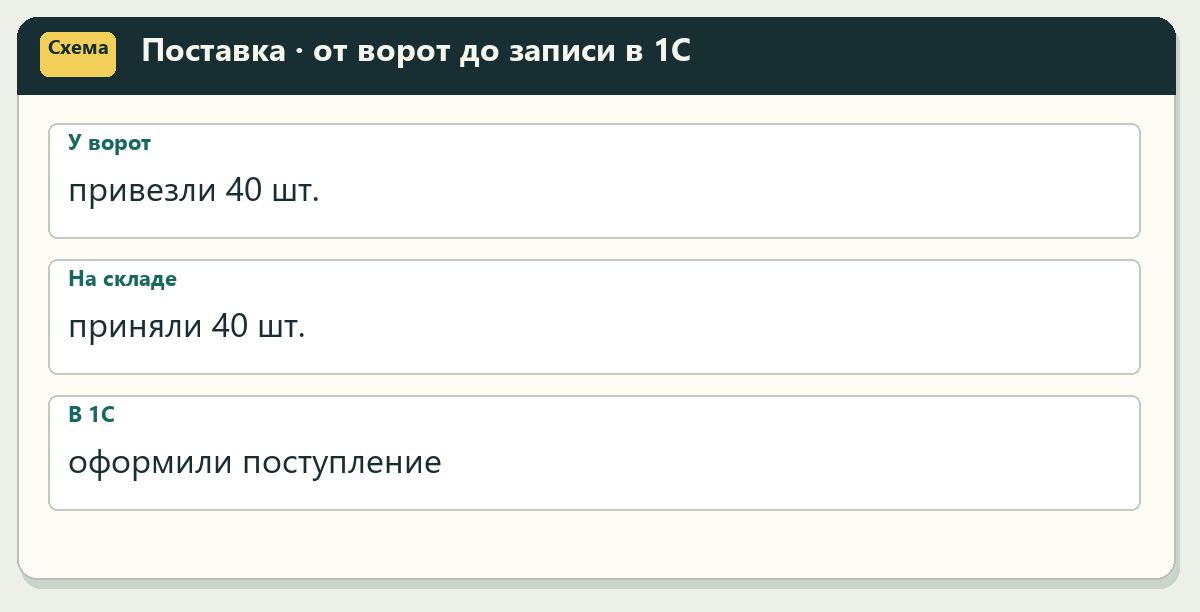 Схема
Поставка · от ворот до записи в 1С
У ворот
привезли 40 шт.
На складе
приняли 40 шт.
В 1С
оформили поступление